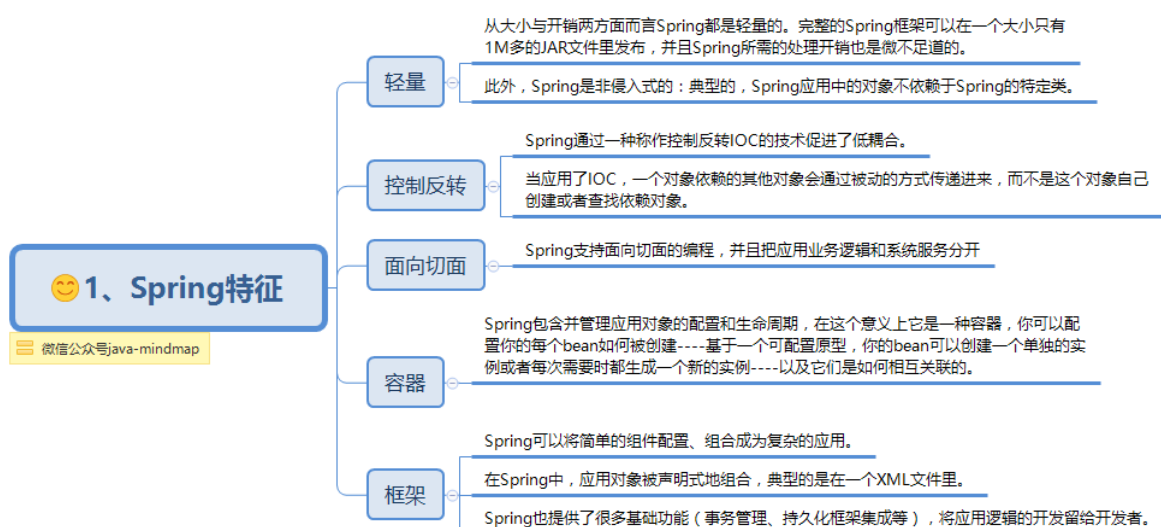 从大小与开销两方面而言Spring都是轻量的。完整的Spring框架可以在一个大小只有
1M多的JAR文件里发布，并且Spring所需的处理开销也是微不足道的。
轻量
此外，Spring是非侵入式的：典型的，Spring应用中的对象不依赖于Spring的特定类。
Spring通过一种称作控制反转IOC的技术促进了低耦合。
控制反转
当应用了IOC，一个对象依赖的其他对象会通过被动的方式传递进来，而不是这个对象自己
创建或者查找依赖对象。
面向切面
Spring支持面向切面的编程，并且把应用业务逻辑和系统服务分开
1、Spring特征
微信公众号java-mindmap
Spring包含并管理应用对象的配置和生命周期，在这个意义上它是一种容器，你可以配
置你的每个bean如何被创建----基于一个可配置原型，你的bean可以创建一个单独的实
例或者每次需要时都生成一个新的实例----以及它们是如何相互关联的。
容器
Spring可以将简单的组件配置、组合成为复杂的应用。
框架
在Spring中，应用对象被声明式地组合，典型的是在一个XML文件里。
Spring也提供了很多基础功能（事务管理、持久化框架集成等），将应用逻辑的开发留给开发者。